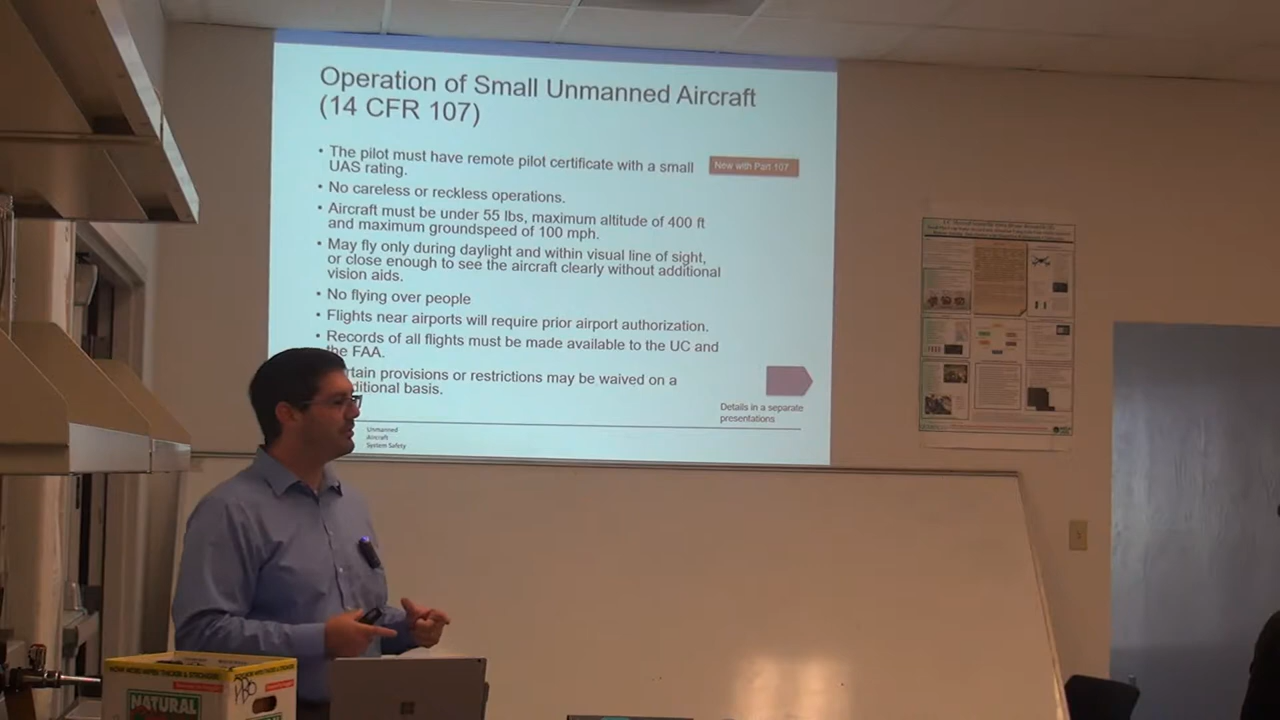 Operation of Small Unmanned Aircraft
(14 CFR 107)
• The pilot must have remote pilot certificate with a small
UAS rating.
New with Part 107
• No careless or reckless operations.
• Aircraft must be under 55 lbs, maximum altitude of 400 ft
and maximum groundspeed of 100 mph.
• May fly only during daylight and within visual line of sight,
or close enough to see the aircraft clearly without additional
vision aids.
• No flying over people
• Flights near airports will require prior airport authorization.
• Records of all flights must be made available to the UC and
the FAA.
rtain provisions or restrictions may be waived on a
ditional basis.
Details in a separate
presentations
Unmanned
Aircraft
System Safety
PBO
NATURAL